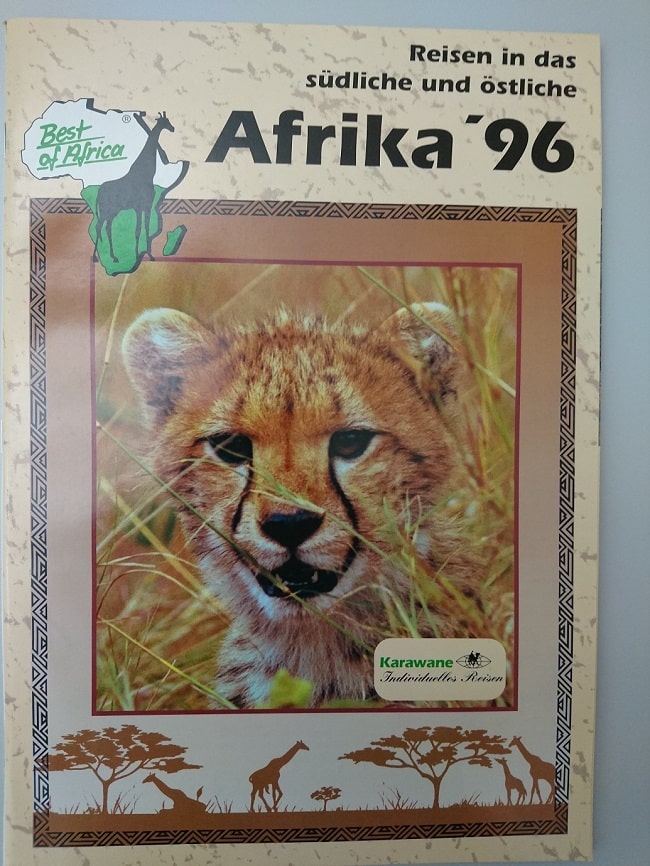 Reisen in das
südliche und östliche
Afrika ´96
Best
of Africa
®
Karawane
Individuelles Reisen